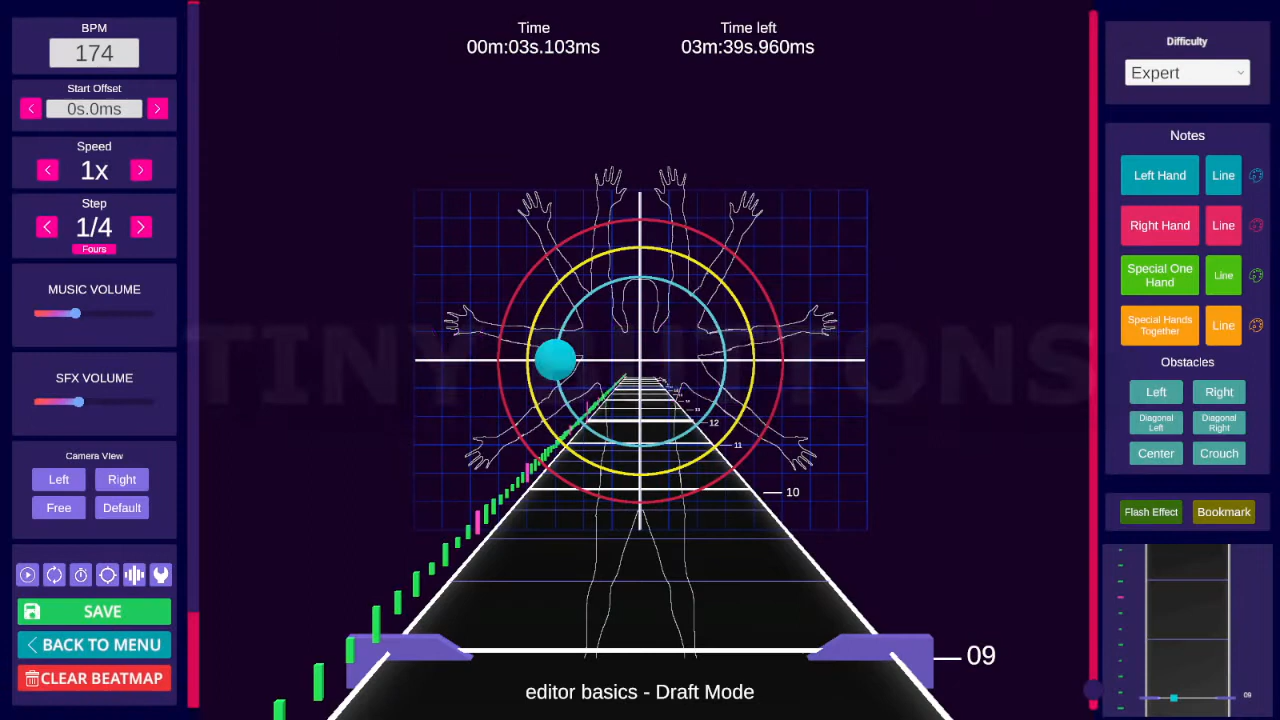 BPM
174
Start Offset
0s.0ms
Speed
1x
Step
1/4
Fours
MUSIC VOLUME
SFX VOLUME
Camera View
Left Right
Free Default
SAVE
BACK TO MENU
CLEAR BEATMAP
Time
00m:03s.103ms
Time left
03m:39s.960ms
12
11
10
09
editor basics - Draft Mode
Difficulty
Expert
Notes
Left Hand Line
Right Hand Line
Special One
Hand
Line
Special Hands
Together
Line
Obstacles
Left Right
Diagonal
Left
Diagonal
Right
Center Crouch
Flash Effect Bookmark
09